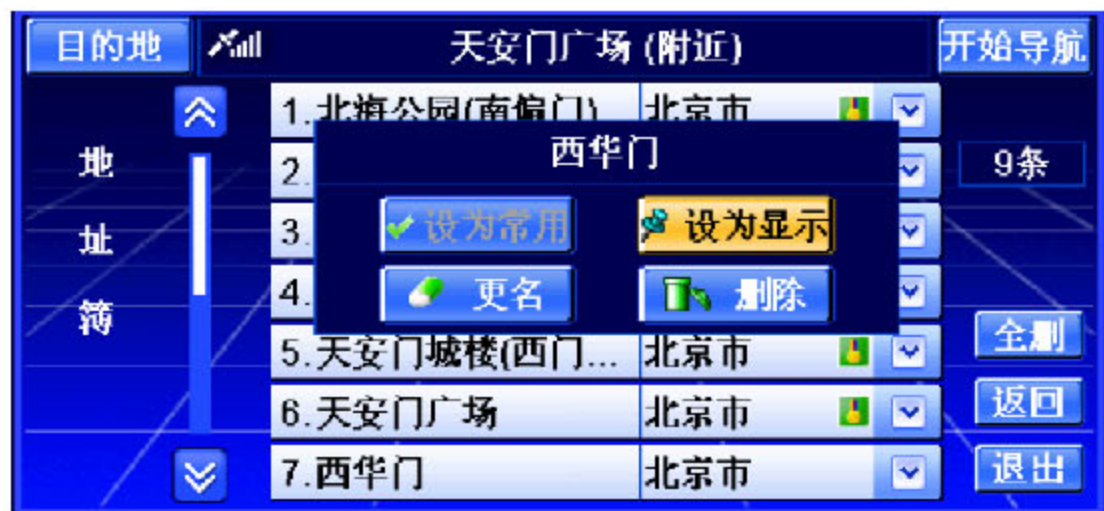 目的地 天安门广场 (附近) 开始导航
地址簿
1.北海公园(南偏门) 北京市
2.
3.
4.
西华门
设为常用 设为显示
更名 删除
5.天安门城楼(西门... 北京市
6.天安门广场 北京市
7.西华门 北京市
9条
全删
返回
退出